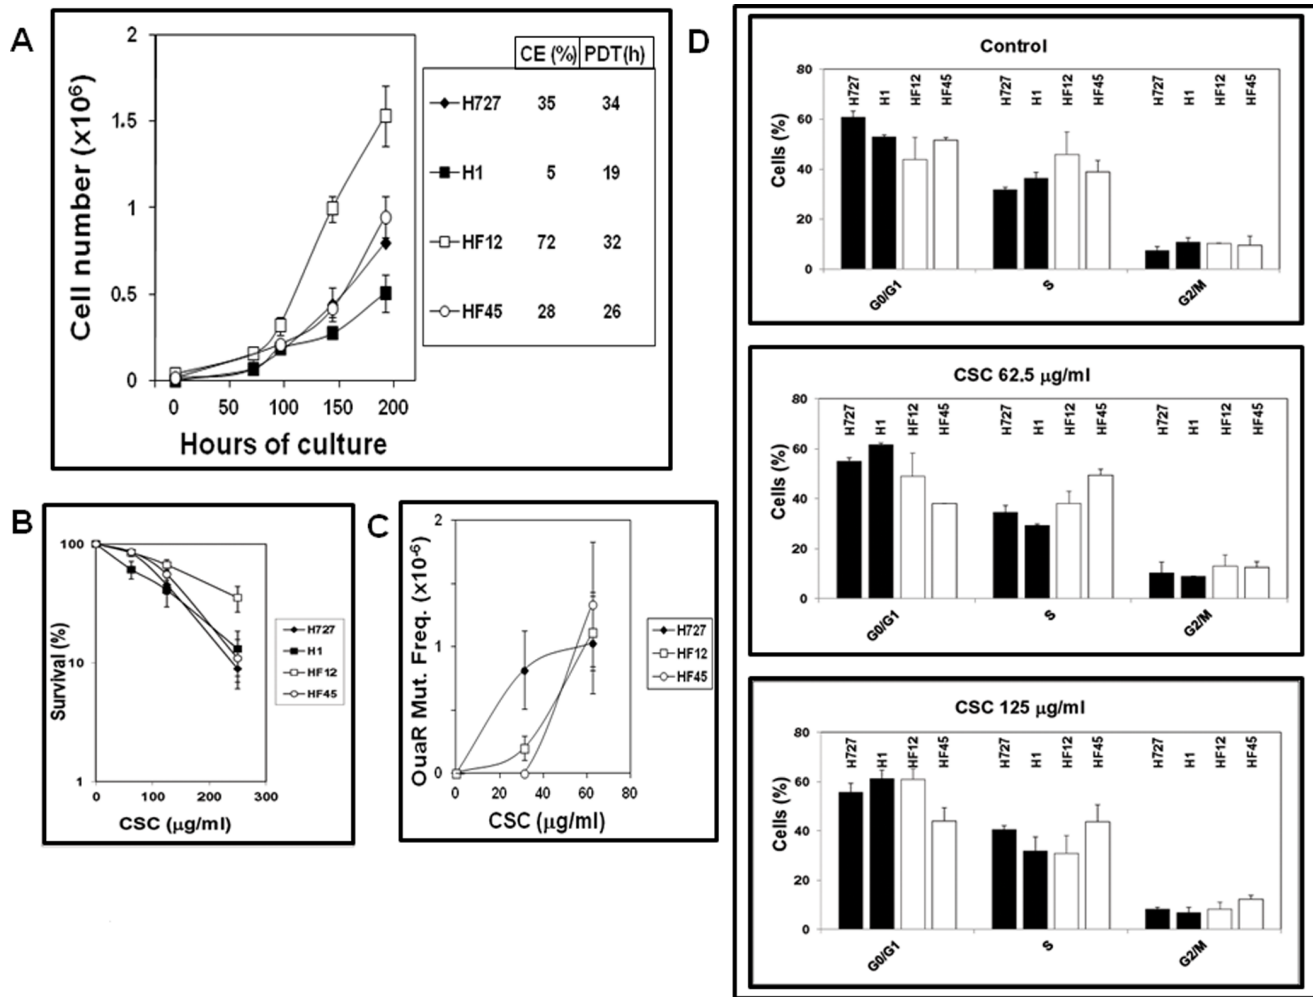 A
CE (%) PDT(h)
H727 35 34
H1 5 19
HF12 72 32
HF45 28 26
Cell number (x10⁶)
2
1.5
1
0.5
0
0 50 100 150 200
Hours of culture
B
Survival (%)
100
10
1
0 100 200 300
CSC (µg/ml)
H727
H1
HF12
HF45
C
OuaR Mut. Freq. (x10⁻⁶)
2
1
0
0 20 40 60 80
CSC (µg/ml)
H727
HF12
HF45
D
Control
Cells (%)
80
60
40
20
0
H727 H1 HF12 HF45 H727 H1 HF12 HF45 H727 H1 HF12 HF45
G0/G1 S G2/M
CSC 62.5 µg/ml
Cells (%)
80
60
40
20
0
H727 H1 HF12 HF45 H727 H1 HF12 HF45 H727 H1 HF12 HF45
G0/G1 S G2/M
CSC 125 µg/ml
Cells (%)
80
60
40
20
0
H727 H1 HF12 HF45 H727 H1 HF12 HF45 H727 H1 HF12 HF45
G0/G1 S G2/M